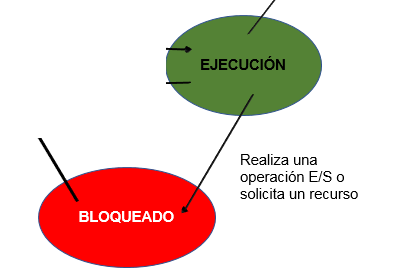 EJECUCIÓN
Realiza una
operación E/S o
solicita un recurso
BLOQUEADO